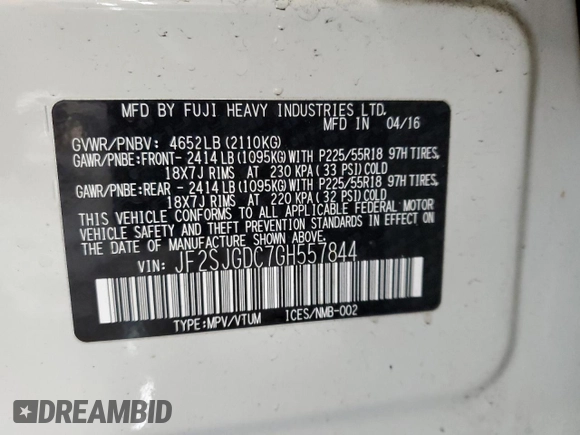 MFD BY FUJI HEAVY INDUSTRIES LTD.
MFD IN 04/16
GVWR/PNBV: 4652LB (2110KG)
GAWR/PNBE:FRONT- 2414 LB (1095KG) WITH P225/55R18 97H TIRES,
18X7J RIMS AT 230 KPA ( 33 PSI) COLD
GAWR/PNBE:REAR - 2414 LB (1095KG) WITH P225/55R18 97H TIRES,
18X7J RIMS AT 220 KPA ( 32 PSI) COLD
THIS VEHICLE CONFORMS TO ALL APPLICABLE FEDERAL MOTOR
VEHICLE SAFETY AND THEFT PREVENTION STANDARDS IN
EFFECT ON THE DATE OF MANUFACTURE SHOWN ABOVE.
VIN: JF2SJGDC7GH557844
TYPE:MPV/VTUM ICES/NMB-002
DREAMBID